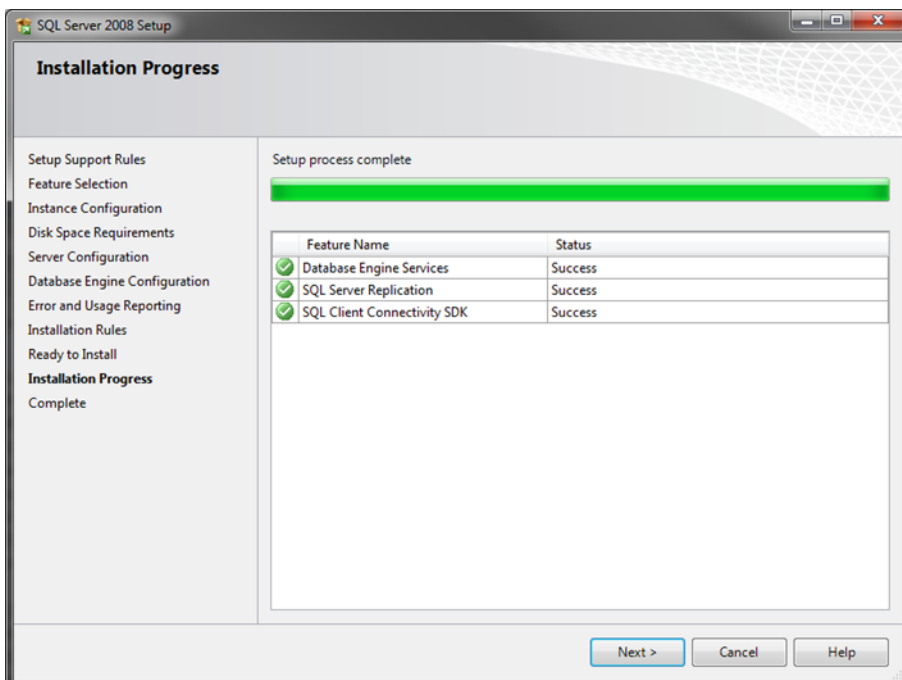 SQL Server 2008 Setup
Installation Progress
Setup Support Rules
Feature Selection
Instance Configuration
Disk Space Requirements
Server Configuration
Database Engine Configuration
Error and Usage Reporting
Installation Rules
Ready to Install
Installation Progress
Complete
Setup process complete
Feature Name Status
Database Engine Services Success
SQL Server Replication Success
SQL Client Connectivity SDK Success
Next > Cancel Help